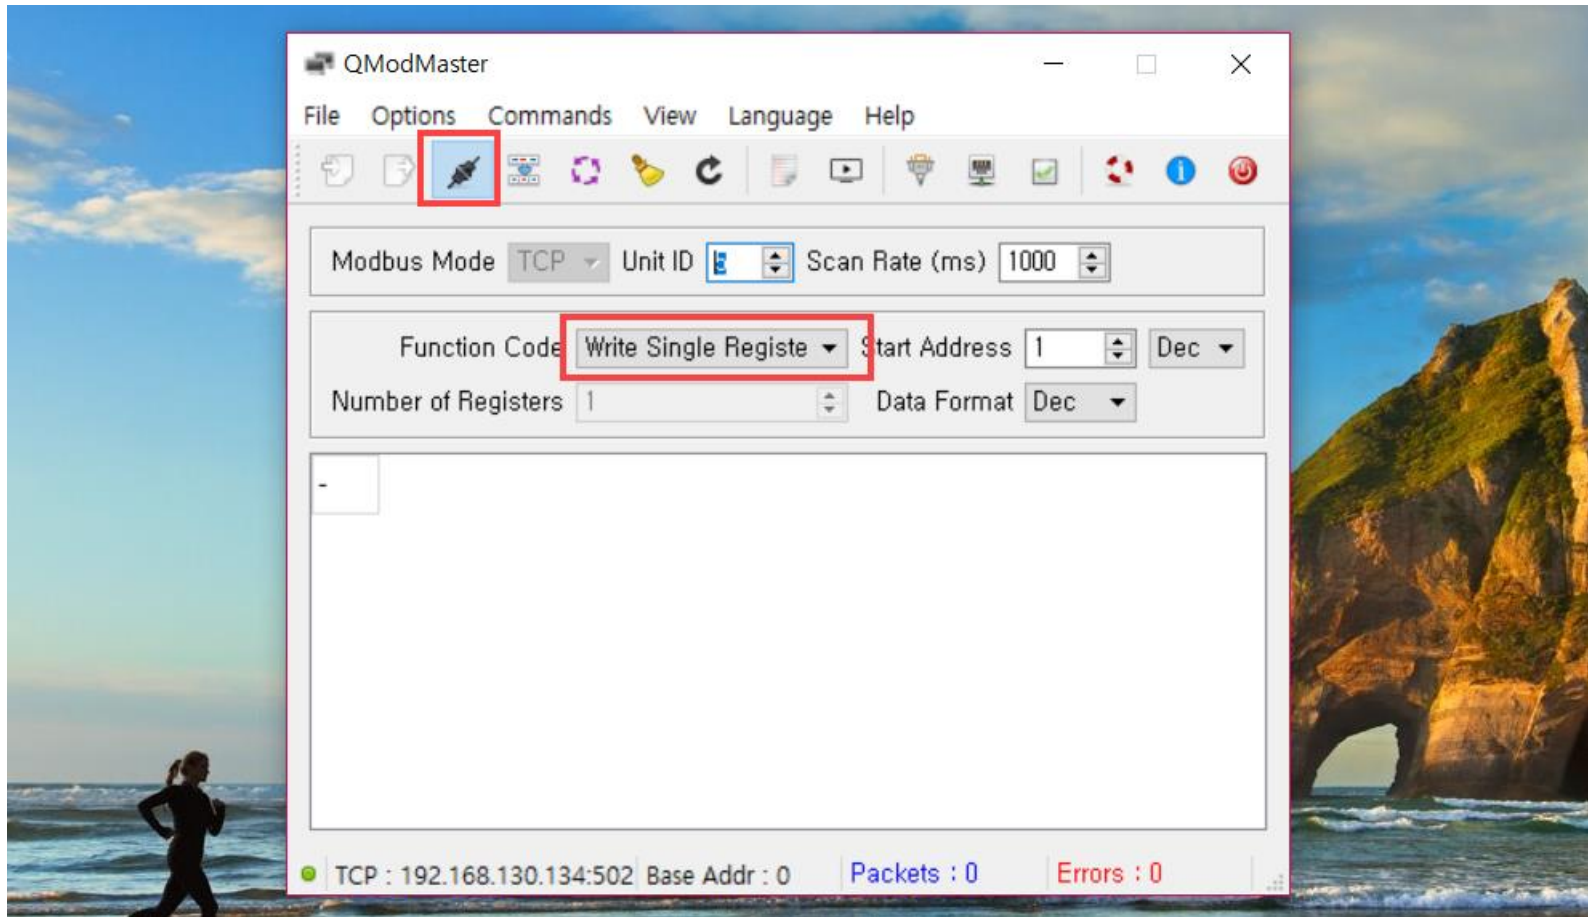 QModMaster
File Options Commands View Language Help
Modbus Mode TCP Unit ID Scan Rate (ms) 1000
Function Code Write Single Registe Start Address 1 Dec
Number of Registers 1 Data Format Dec
-
TCP : 192.168.130.134:502 Base Addr : 0 Packets : 0 Errors : 0